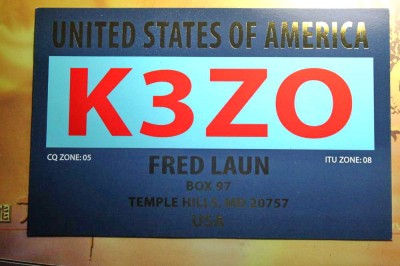 UNITED STATES OF AMERICA
K3ZO
CQ ZONE: 05
ITU ZONE: 08
FRED LAUN
BOX 97
TEMPLE HILLS, MD 20757
USA